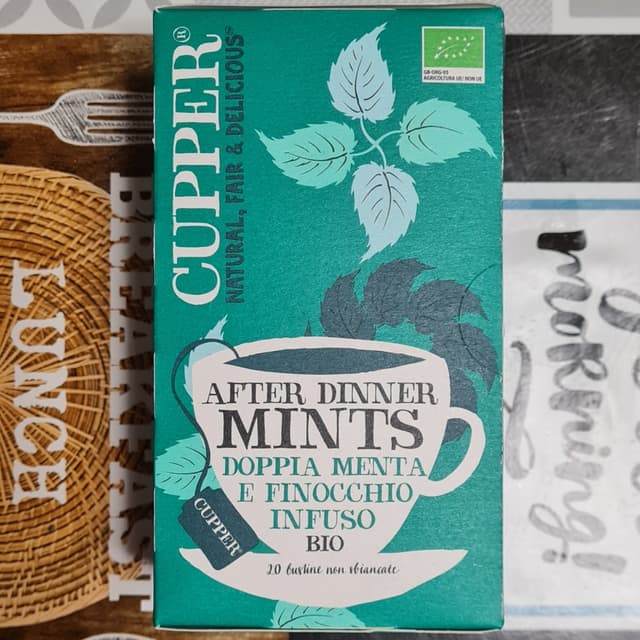 CUPPER®
NATURAL, FAIR & DELICIOUS®
GB-ORG-05
AGRICOLTURA UE/ NON UE
AFTER DINNER
MINTS
DOPPIA MENTA
E FINOCCHIO
INFUSO
BIO
20 bustine non sbiancate
CUPPER®
BREAKFAST
LUNCH
morning!